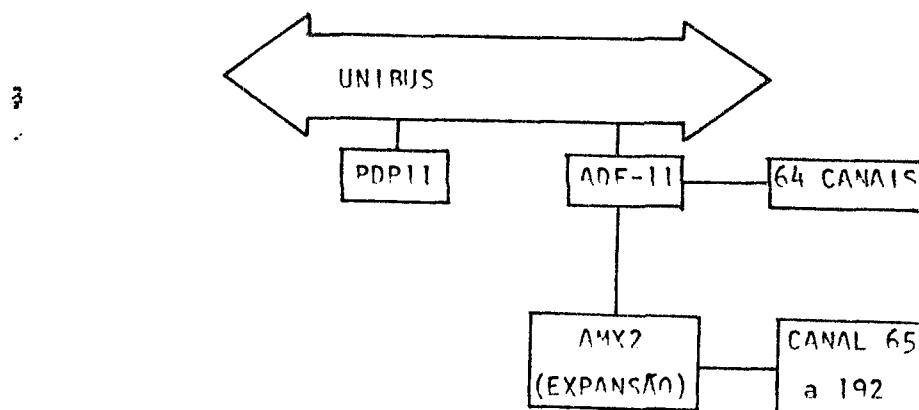 UNIBUS
PDP11
ADF-11
64 CANAIS
AMX2
(EXPANSÃO)
CANAL 65
a 192